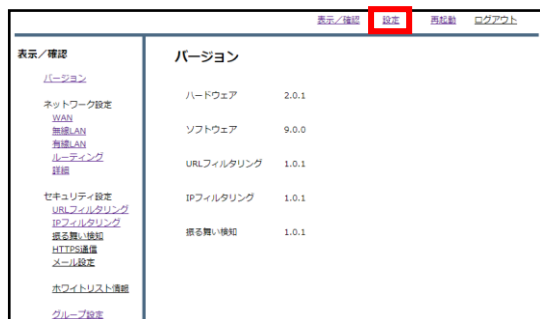 表示／確認 設定 再起動 ログアウト
表示／確認
バージョン
ネットワーク設定
WAN
無線LAN
有線LAN
ルーティング
詳細
セキュリティ設定
URLフィルタリング
IPフィルタリング
振る舞い検知
HTTPS通信
メール設定
ホワイトリスト情報
グループ設定
バージョン
ハードウェア 2.0.1
ソフトウェア 9.0.0
URLフィルタリング 1.0.1
IPフィルタリング 1.0.1
振る舞い検知 1.0.1